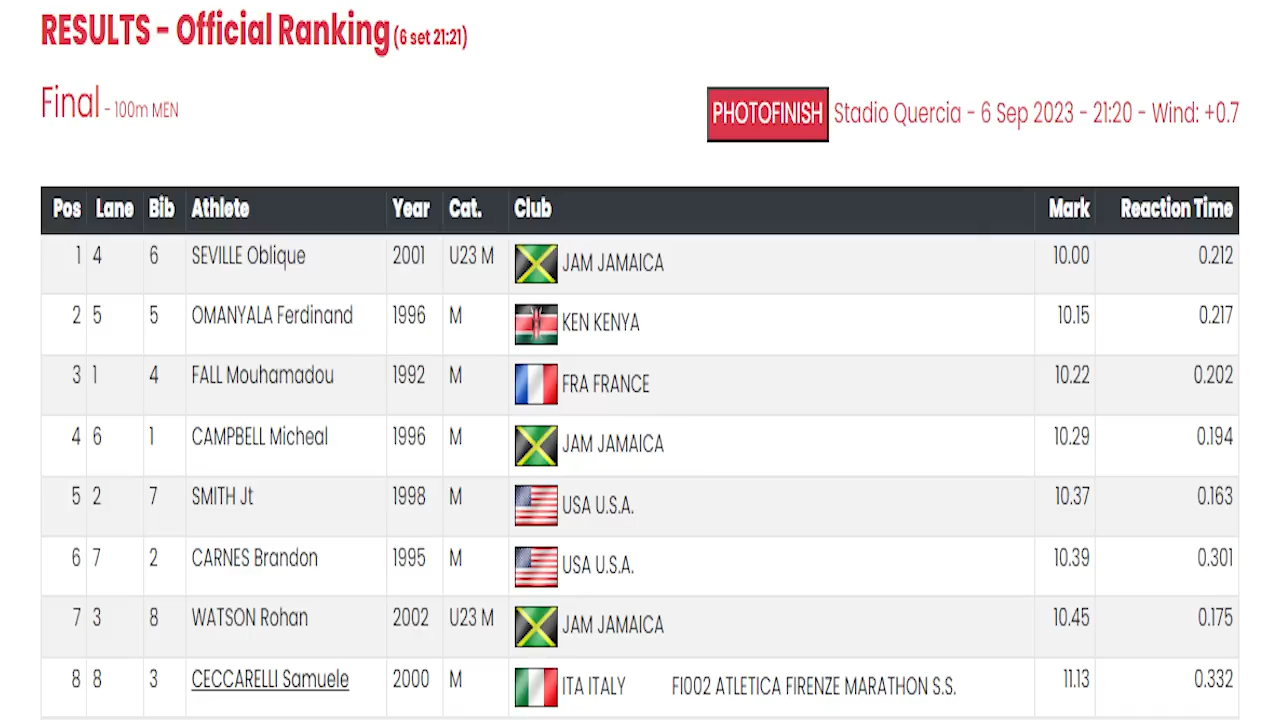 RESULTS - Official Ranking (6 set 21:21)
Final - 100m MEN
PHOTOFINISH Stadio Quercia - 6 Sep 2023 - 21:20 - Wind: +0.7
Pos Lane Bib Athlete Year Cat. Club Mark Reaction Time
1 4 6 SEVILLE Oblique 2001 U23 M JAM JAMAICA 10.00 0.212
2 5 5 OMANYALA Ferdinand 1996 M KEN KENYA 10.15 0.217
3 1 4 FALL Mouhamadou 1992 M FRA FRANCE 10.22 0.202
4 6 1 CAMPBELL Micheal 1996 M JAM JAMAICA 10.29 0.194
5 2 7 SMITH Jt 1998 M USA U.S.A. 10.37 0.163
6 7 2 CARNES Brandon 1995 M USA U.S.A. 10.39 0.301
7 3 8 WATSON Rohan 2002 U23 M JAM JAMAICA 10.45 0.175
8 8 3 CECCARELLI Samuele 2000 M ITA ITALY FI002 ATLETICA FIRENZE MARATHON S.S. 11.13 0.332